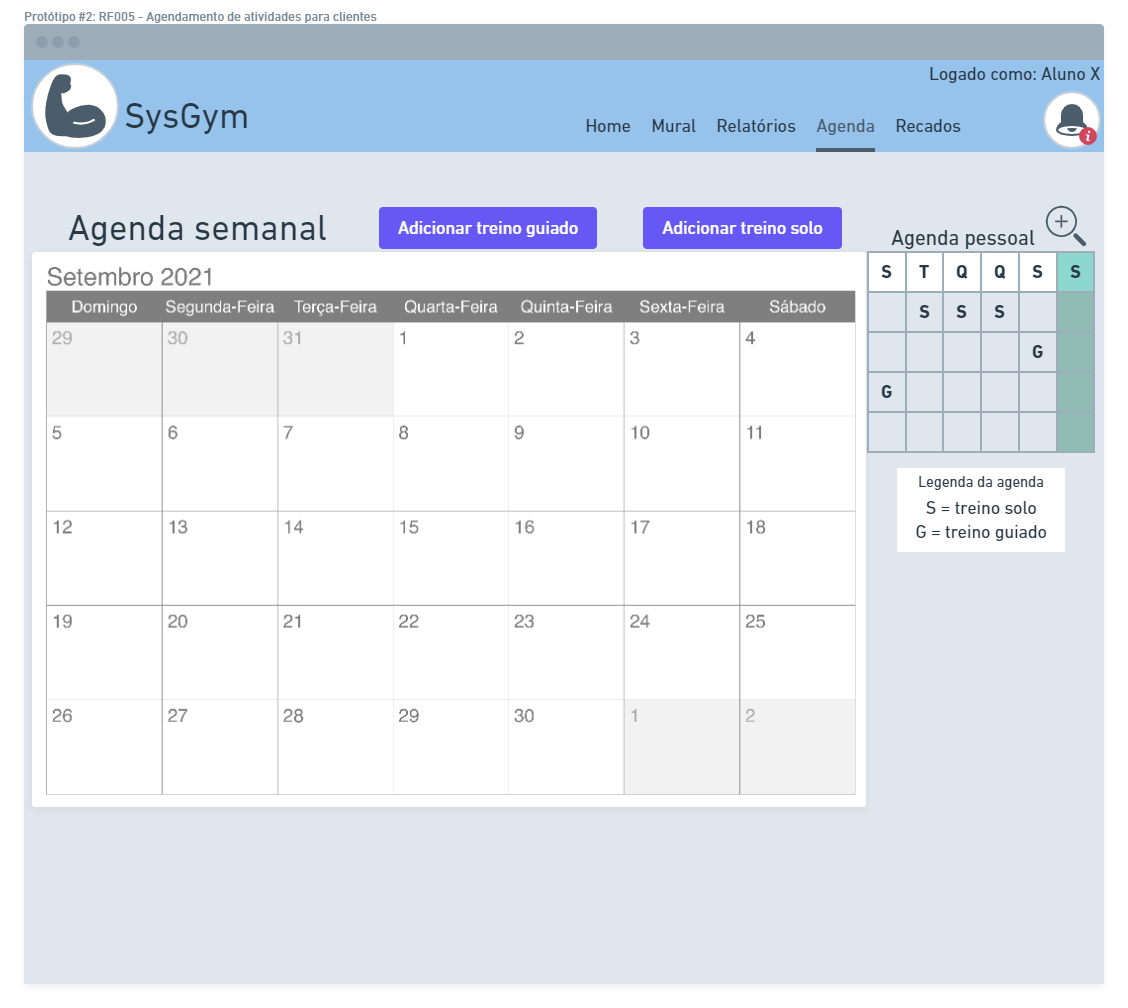 Protótipo #2: RF005 - Agendamento de atividades para clientes
Logado como: Aluno X
SysGym
Home Mural Relatórios Agenda Recados
i
Agenda semanal
Adicionar treino guiado
Adicionar treino solo
Agenda pessoal
Setembro 2021
Domingo Segunda-Feira Terça-Feira Quarta-Feira Quinta-Feira Sexta-Feira Sábado
29 30 31 1 2 3 4
5 6 7 8 9 10 11
12 13 14 15 16 17 18
19 20 21 22 23 24 25
26 27 28 29 30 1 2
S T Q Q S S
S S S
G
G
Legenda da agenda
S = treino solo
G = treino guiado